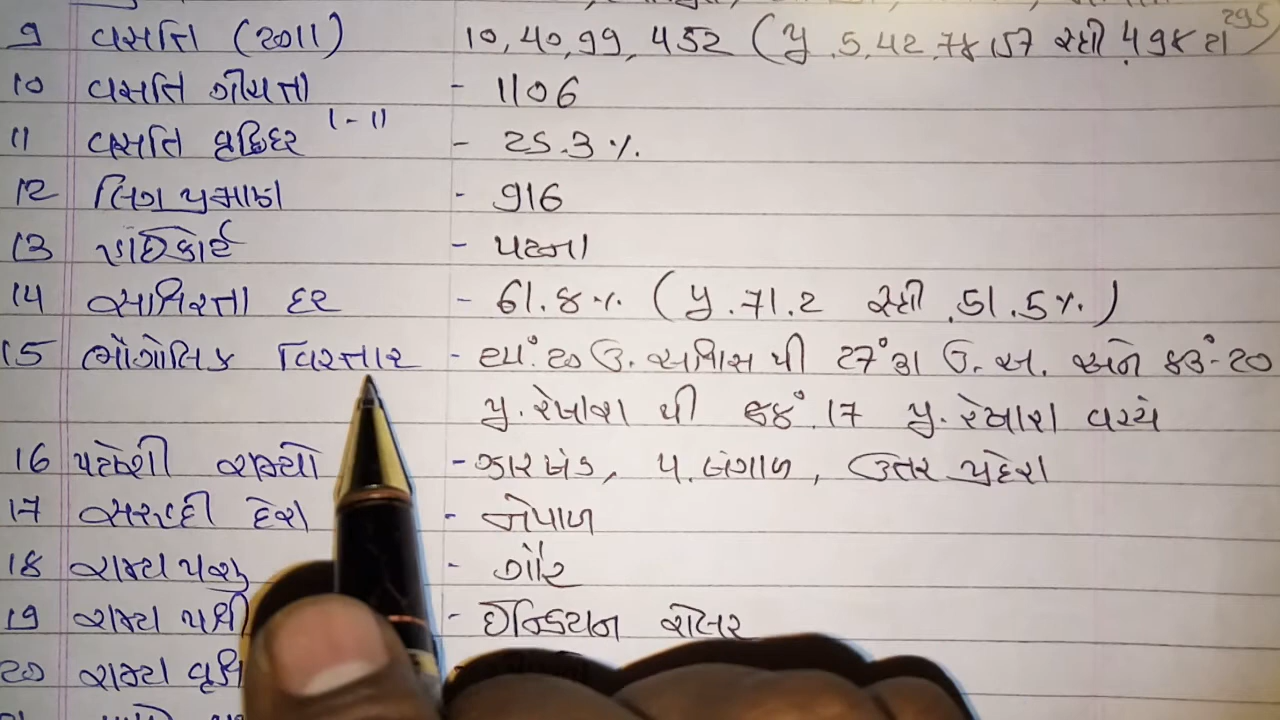 9 વસતિ (2011) 10,40,99,452 (પુ 5,42,78,157 સ્ત્રી 4,98 21 295)
10 વસતિ ગીચતા - 1106
11 વસતિ વૃદ્ધિદર 1-11 - 25.3 %
12 લિંગ પ્રમાણ - 916
13 હાઈકોર્ટ - પટના
14 સાક્ષરતા દર - 61.8 % (પુ. 71.2 સ્ત્રી 51.5 %)
15 ભૌગોલિક વિસ્તાર - 24°.20 ઉ. અક્ષાંસ થી 27° 31 ઉ. અ. અને 83°-20
પુ. રેખાંશ થી 88°.17 પુ. રેખાંશ વચ્ચે
16 પડોશી રાજ્યો - ઝારખંડ, પ. બંગાળ, ઉત્તર પ્રદેશ
17 સરહદી દેશ - નેપાળ
18 રાજ્ય પશુ - ગૌર
19 રાજ્ય પક્ષી - ઈન્ડિયન રોલર
20 રાજ્ય વૃક્ષ